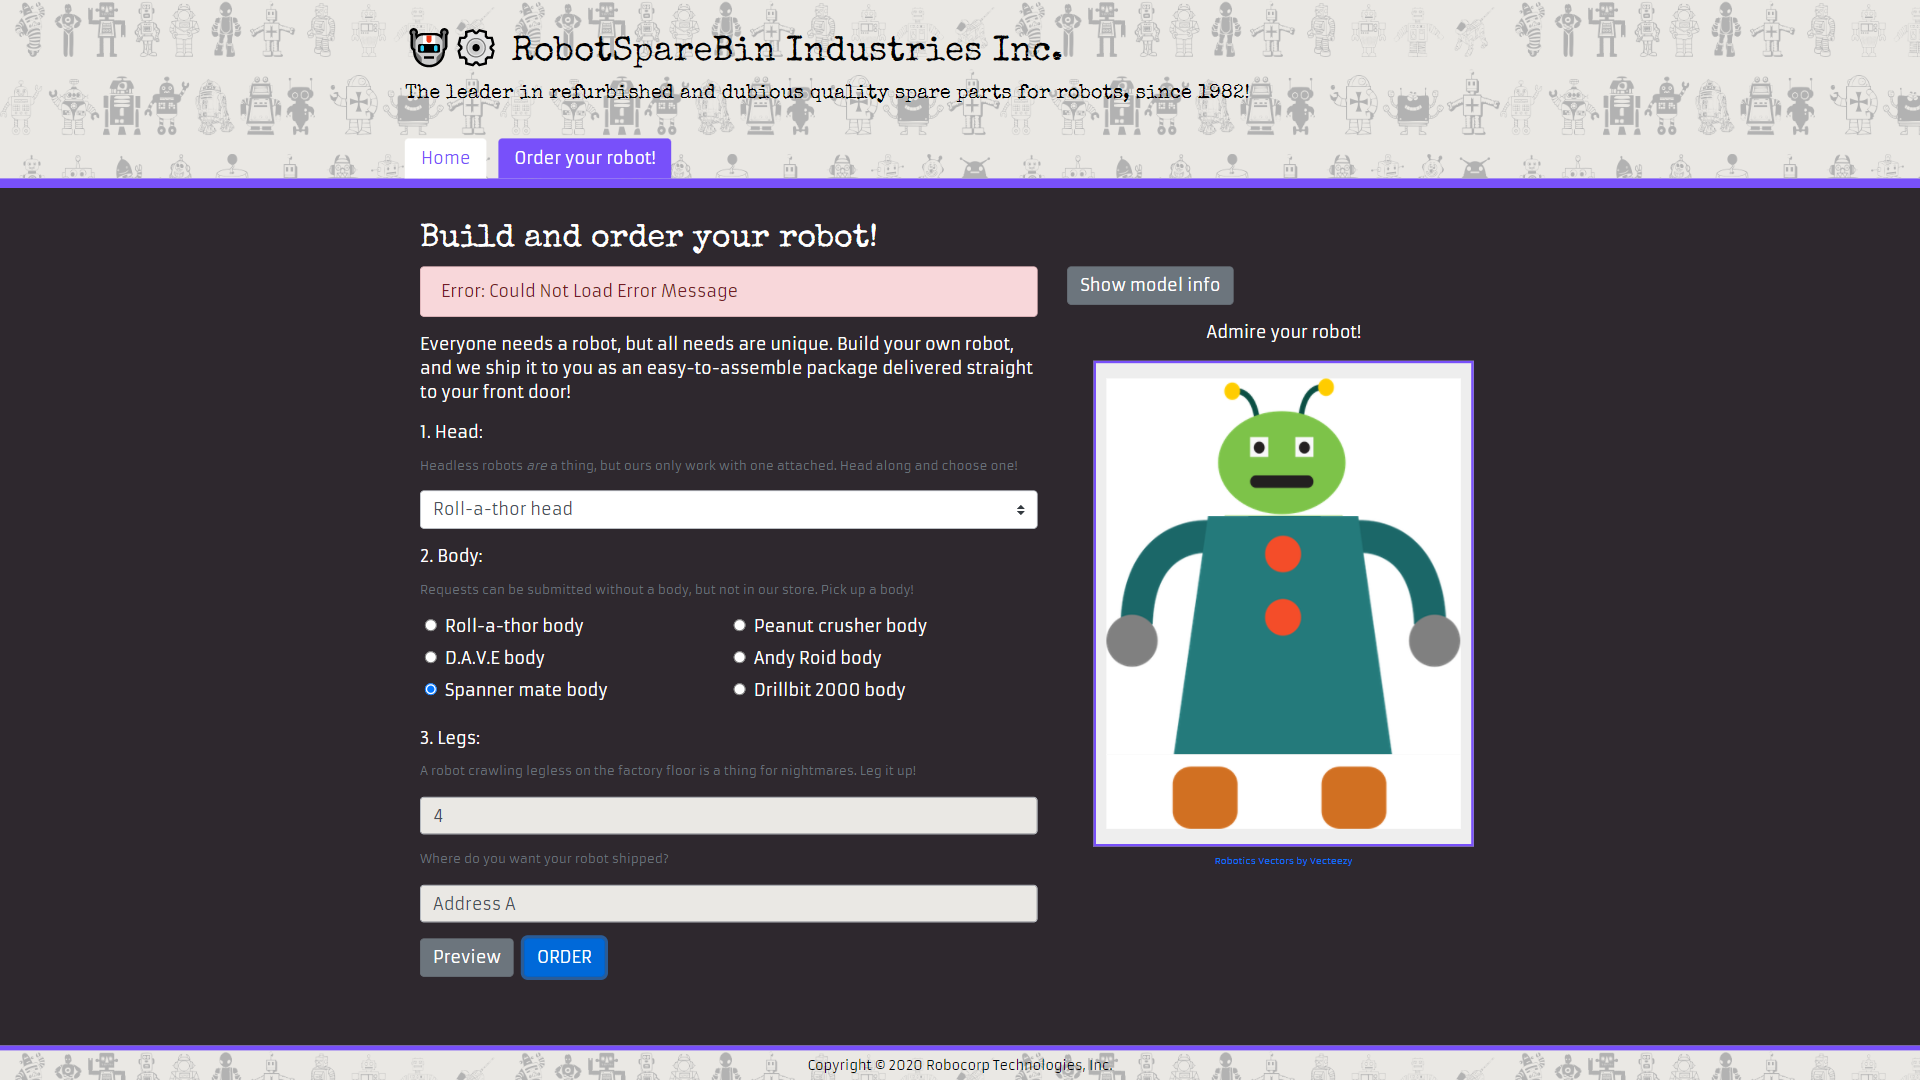 RobotSpareBin Industries Inc.
The leader in refurbished and dubious quality spare parts for robots, since 1982!
Home
Order your robot!
Build and order your robot!
Error: Could Not Load Error Message
Everyone needs a robot, but all needs are unique. Build your own robot,
and we ship it to you as an easy-to-assemble package delivered straight
to your front door!
1. Head:
Headless robots are a thing, but ours only work with one attached. Head along and choose one!
Roll-a-thor head
2. Body:
Requests can be submitted without a body, but not in our store. Pick up a body!
Roll-a-thor body
Peanut crusher body
D.A.V.E body
Andy Roid body
Spanner mate body
Drillbit 2000 body
3. Legs:
A robot crawling legless on the factory floor is a thing for nightmares. Leg it up!
4
Where do you want your robot shipped?
Address A
Preview
ORDER
Show model info
Admire your robot!
Robotics Vectors by Vecteezy
Copyright © 2020 Robocorp Technologies, Inc.